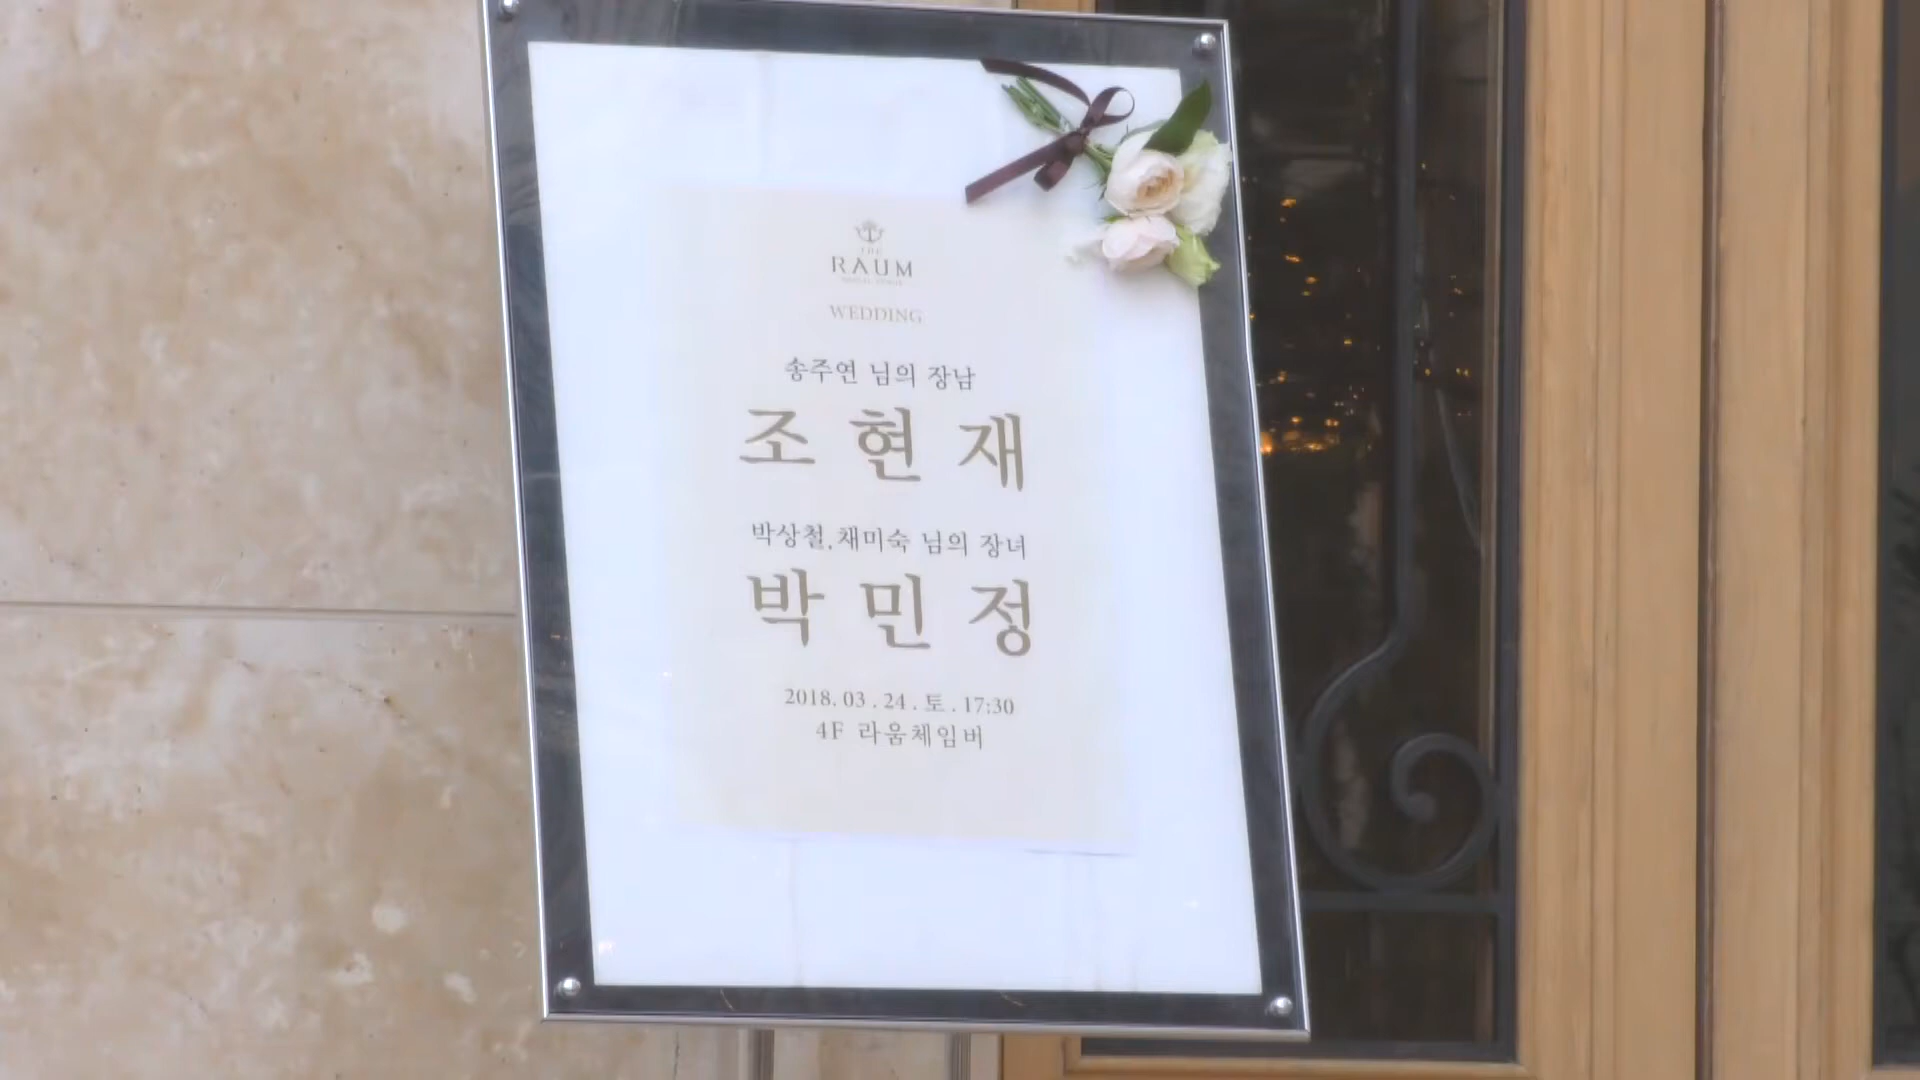 THE
RAUM
WEDDING
송주연 님의 장남
조현재
박상철,채미숙 님의 장녀
박민정
2018.03.24.토.17:30
4F 라움체임버